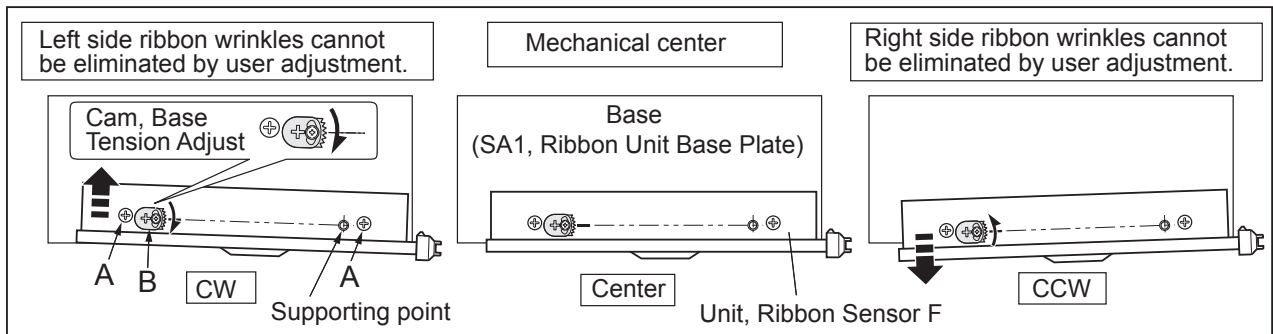 Left side ribbon wrinkles cannot
be eliminated by user adjustment.
Mechanical center
Right side ribbon wrinkles cannot
be eliminated by user adjustment.
Cam, Base
Tension Adjust
Base
(SA1, Ribbon Unit Base Plate)
A
B
A
CW
Supporting point
Center
Unit, Ribbon Sensor F
CCW